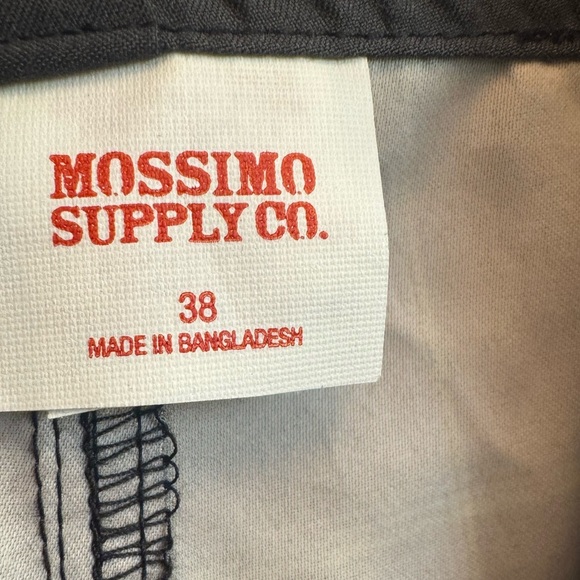 MOSSIMO
SUPPLY CO.
38
MADE IN BANGLADESH